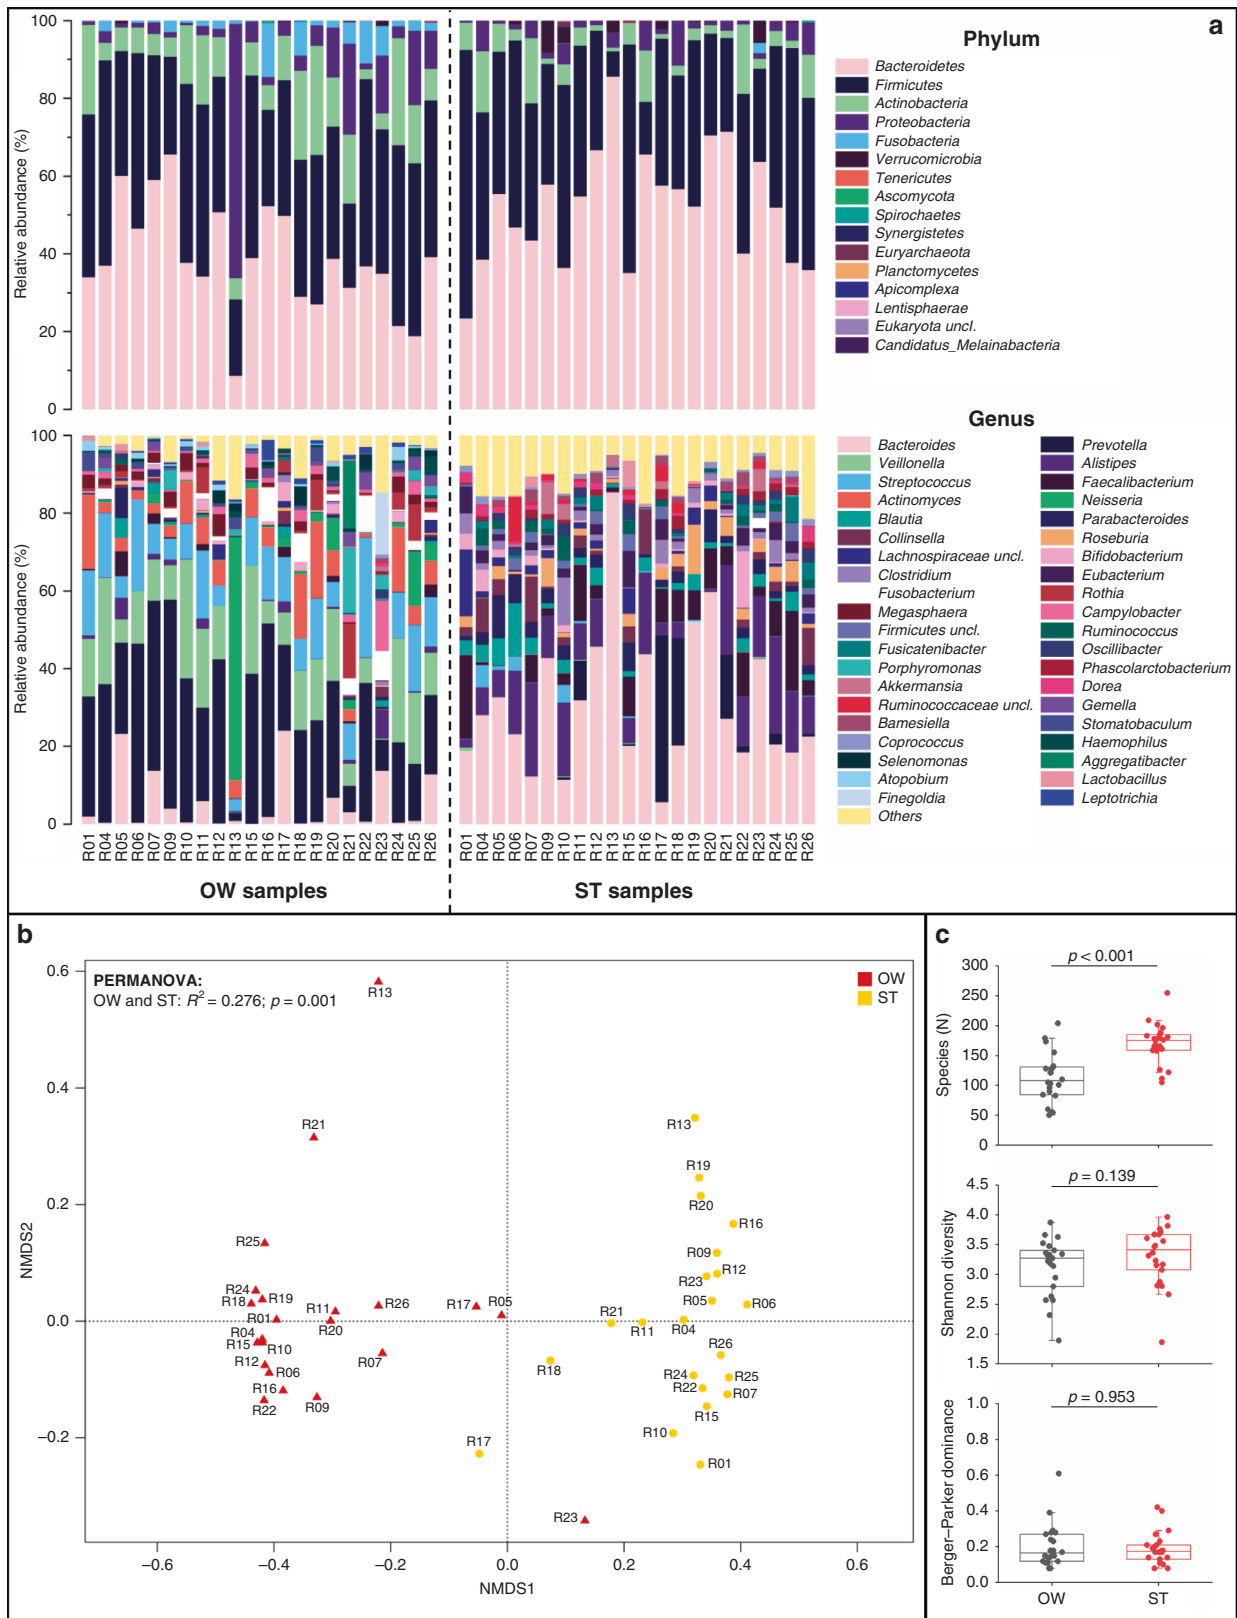 a
Phylum
Bacteroidetes
Firmicutes
Actinobacteria
Proteobacteria
Fusobacteria
Verrucomicrobia
Tenericutes
Ascomycota
Spirochaetes
Synergistetes
Euryarchaeota
Planctomycetes
Apicomplexa
Lentisphaerae
Eukaryota uncl.
Candidatus_Melainabacteria
Relative abundance (%)
100
80
60
40
20
0
Genus
Bacteroides
Veillonella
Streptococcus
Actinomyces
Blautia
Collinsella
Lachnospiraceae uncl.
Clostridium
Fusobacterium
Megasphaera
Firmicutes uncl.
Fusicatenibacter
Porphyromonas
Akkermansia
Ruminococcaceae uncl.
Barnesiella
Coprococcus
Selenomonas
Atopobium
Finegoldia
Others
Prevotella
Alistipes
Faecalibacterium
Neisseria
Parabacteroides
Roseburia
Bifidobacterium
Eubacterium
Rothia
Campylobacter
Ruminococcus
Oscillibacter
Phascolarctobacterium
Dorea
Gemella
Stomatobaculum
Haemophilus
Aggregatibacter
Lactobacillus
Leptotrichia
Relative abundance (%)
100
80
60
40
20
0
R01 R04 R05 R06 R07 R09 R10 R11 R12 R13 R15 R16 R17 R18 R19 R20 R21 R22 R23 R24 R25 R26
R01 R04 R05 R06 R07 R09 R10 R11 R12 R13 R15 R16 R17 R18 R19 R20 R21 R22 R23 R24 R25 R26
OW samples
ST samples
b
PERMANOVA:
OW and ST: R² = 0.276; p = 0.001
OW
ST
NMDS2
0.6
0.4
0.2
0.0
−0.2
R13
R21
R25
R24
R18
R19
R01
R11
R20
R26
R17
R05
R04
R15
R10
R12
R06
R16
R22
R09
R07
R23
R13
R19
R20
R16
R09
R12
R23
R05
R06
R21
R11
R04
R26
R18
R24
R25
R22
R07
R15
R10
R17
R01
−0.6
−0.4
−0.2
0.0
0.2
0.4
0.6
NMDS1
c
p < 0.001
Species (N)
300
250
200
150
100
50
0
p = 0.139
Shannon diversity
4.5
4.0
3.5
3.0
2.5
2.0
1.5
p = 0.953
Berger–Parker dominance
1.0
0.8
0.6
0.4
0.2
0.0
OW
ST